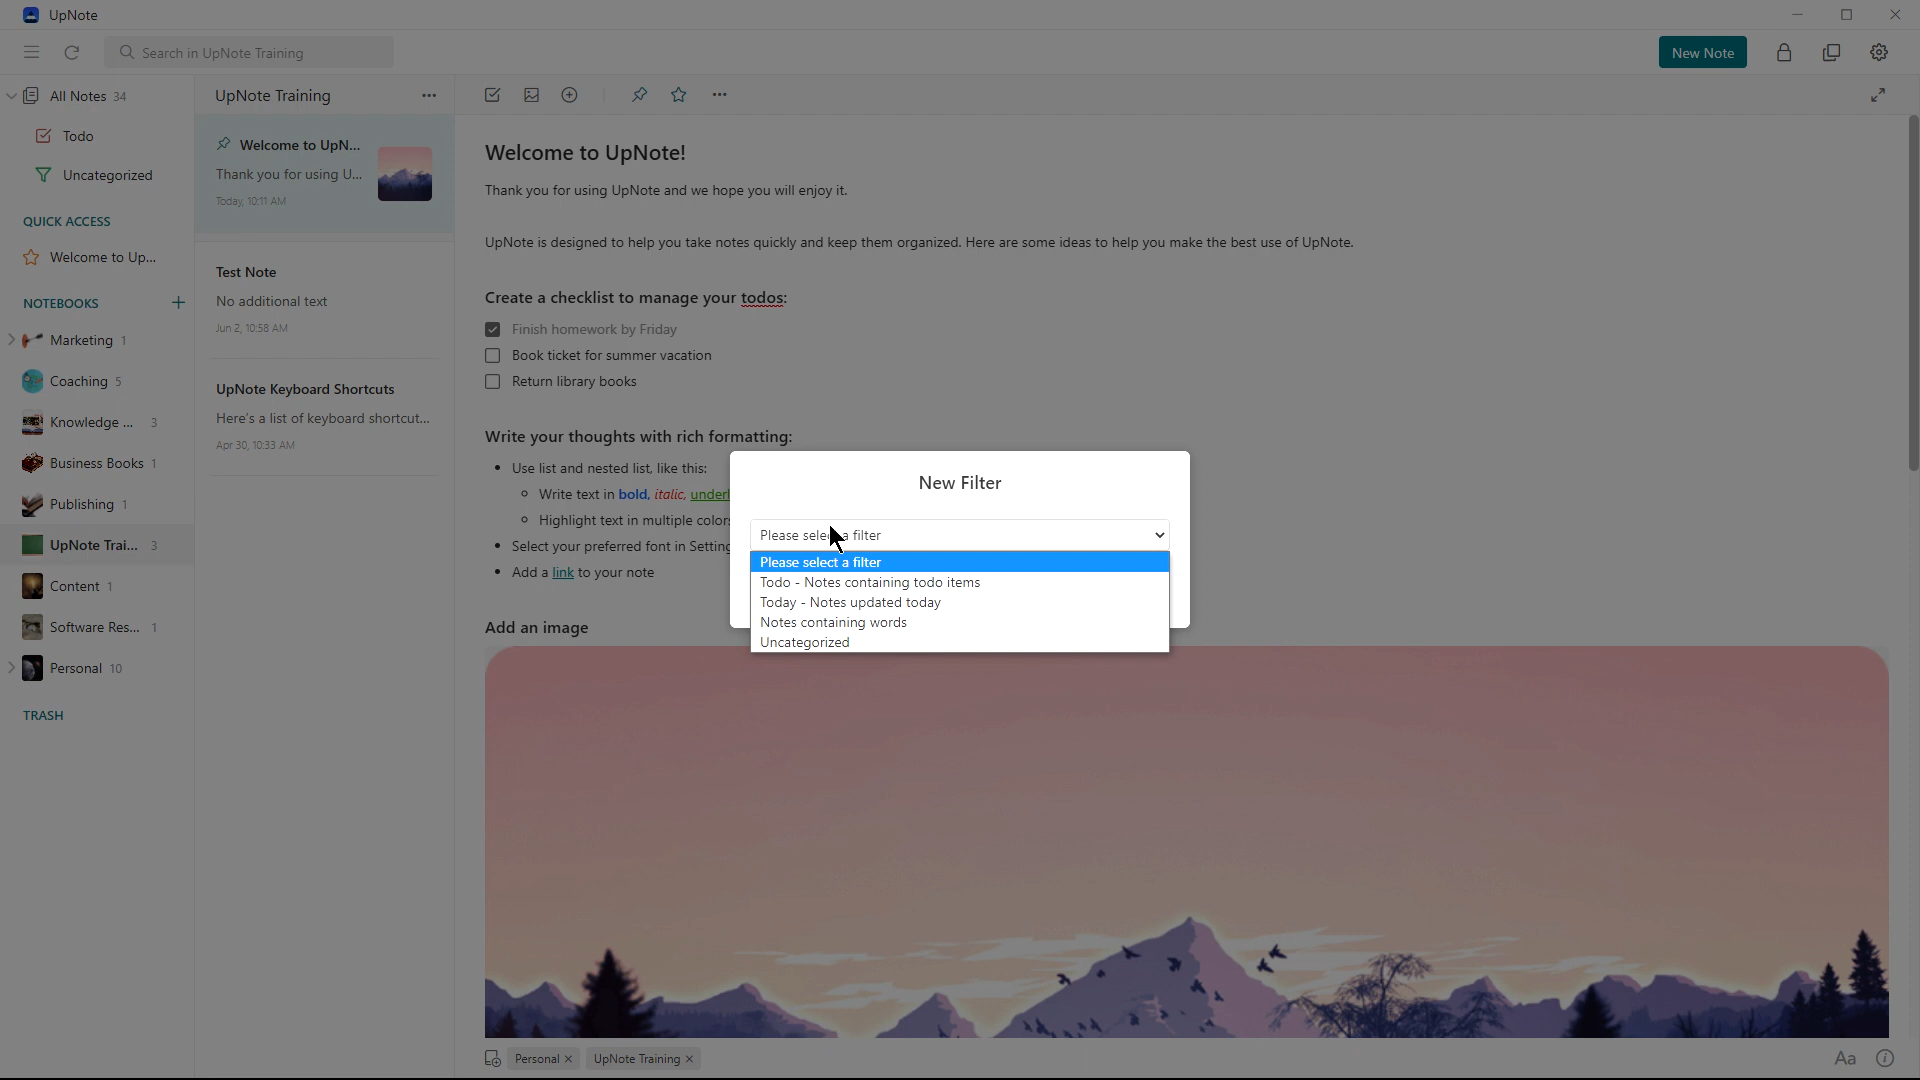 UpNote
Search in UpNote Training
New Note
All Notes 34
Todo
Uncategorized
QUICK ACCESS
Welcome to Up...
NOTEBOOKS
Marketing 1
Coaching 5
Knowledge ... 3
Business Books 1
Publishing 1
UpNote Trai... 3
Content 1
Software Res... 1
Personal 10
TRASH
UpNote Training
Welcome to UpN...
Thank you for using U...
Today, 10:11 AM
Test Note
No additional text
Jun 2, 10:58 AM
UpNote Keyboard Shortcuts
Here's a list of keyboard shortcut...
Apr 30, 10:33 AM
Welcome to UpNote!
Thank you for using UpNote and we hope you will enjoy it.
UpNote is designed to help you take notes quickly and keep them organized. Here are some ideas to help you make the best use of UpNote.
Create a checklist to manage your todos:
Finish homework by Friday
Book ticket for summer vacation
Return library books
Write your thoughts with rich formatting:
Use list and nested list, like this:
Write text in bold, italic, underl
Highlight text in multiple colors
Select your preferred font in Setting
Add a link to your note
Add an image
New Filter
Please select a filter
Please select a filter
Todo - Notes containing todo items
Today - Notes updated today
Notes containing words
Uncategorized
Personal ×
UpNote Training ×
Aa